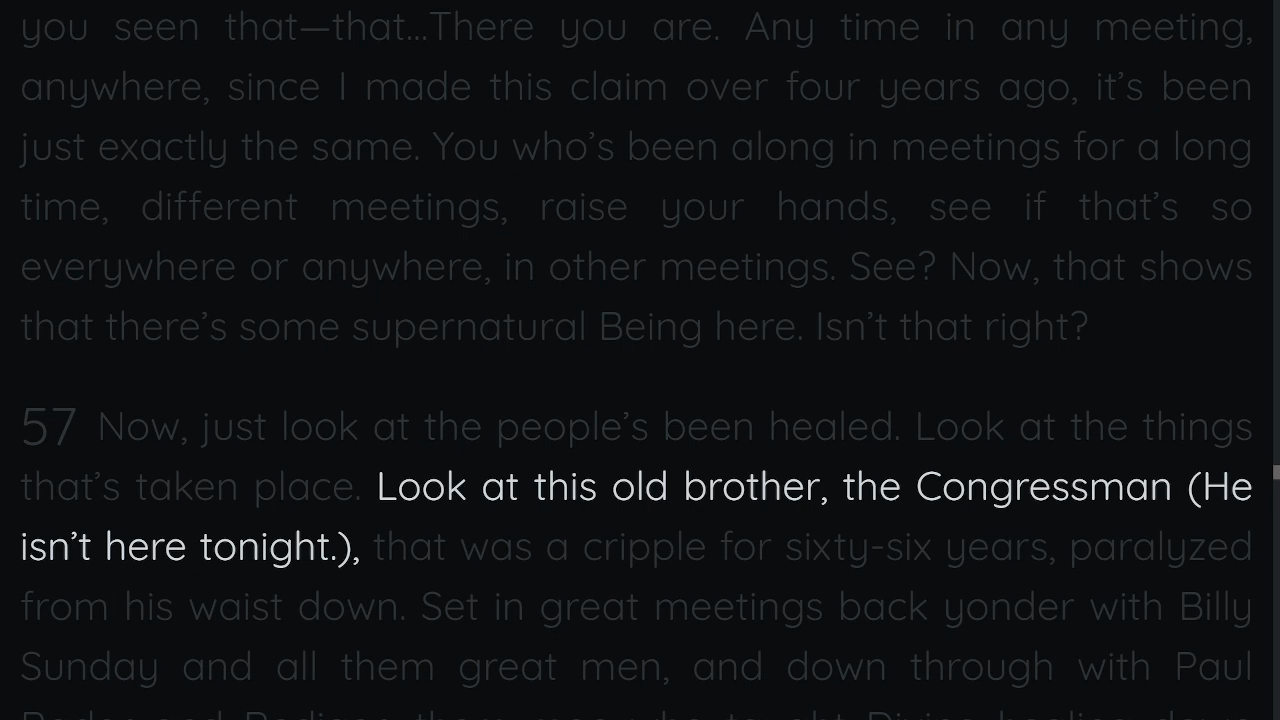 you seen that—that...There you are. Any time in any meeting,
anywhere, since I made this claim over four years ago, it’s been
just exactly the same. You who’s been along in meetings for a long
time, different meetings, raise your hands, see if that’s so
everywhere or anywhere, in other meetings. See? Now, that shows
that there’s some supernatural Being here. Isn’t that right?
57 Now, just look at the people’s been healed. Look at the things
that’s taken place. Look at this old brother, the Congressman (He
isn’t here tonight.), that was a cripple for sixty-six years, paralyzed
from his waist down. Set in great meetings back yonder with Billy
Sunday and all them great men, and down through with Paul